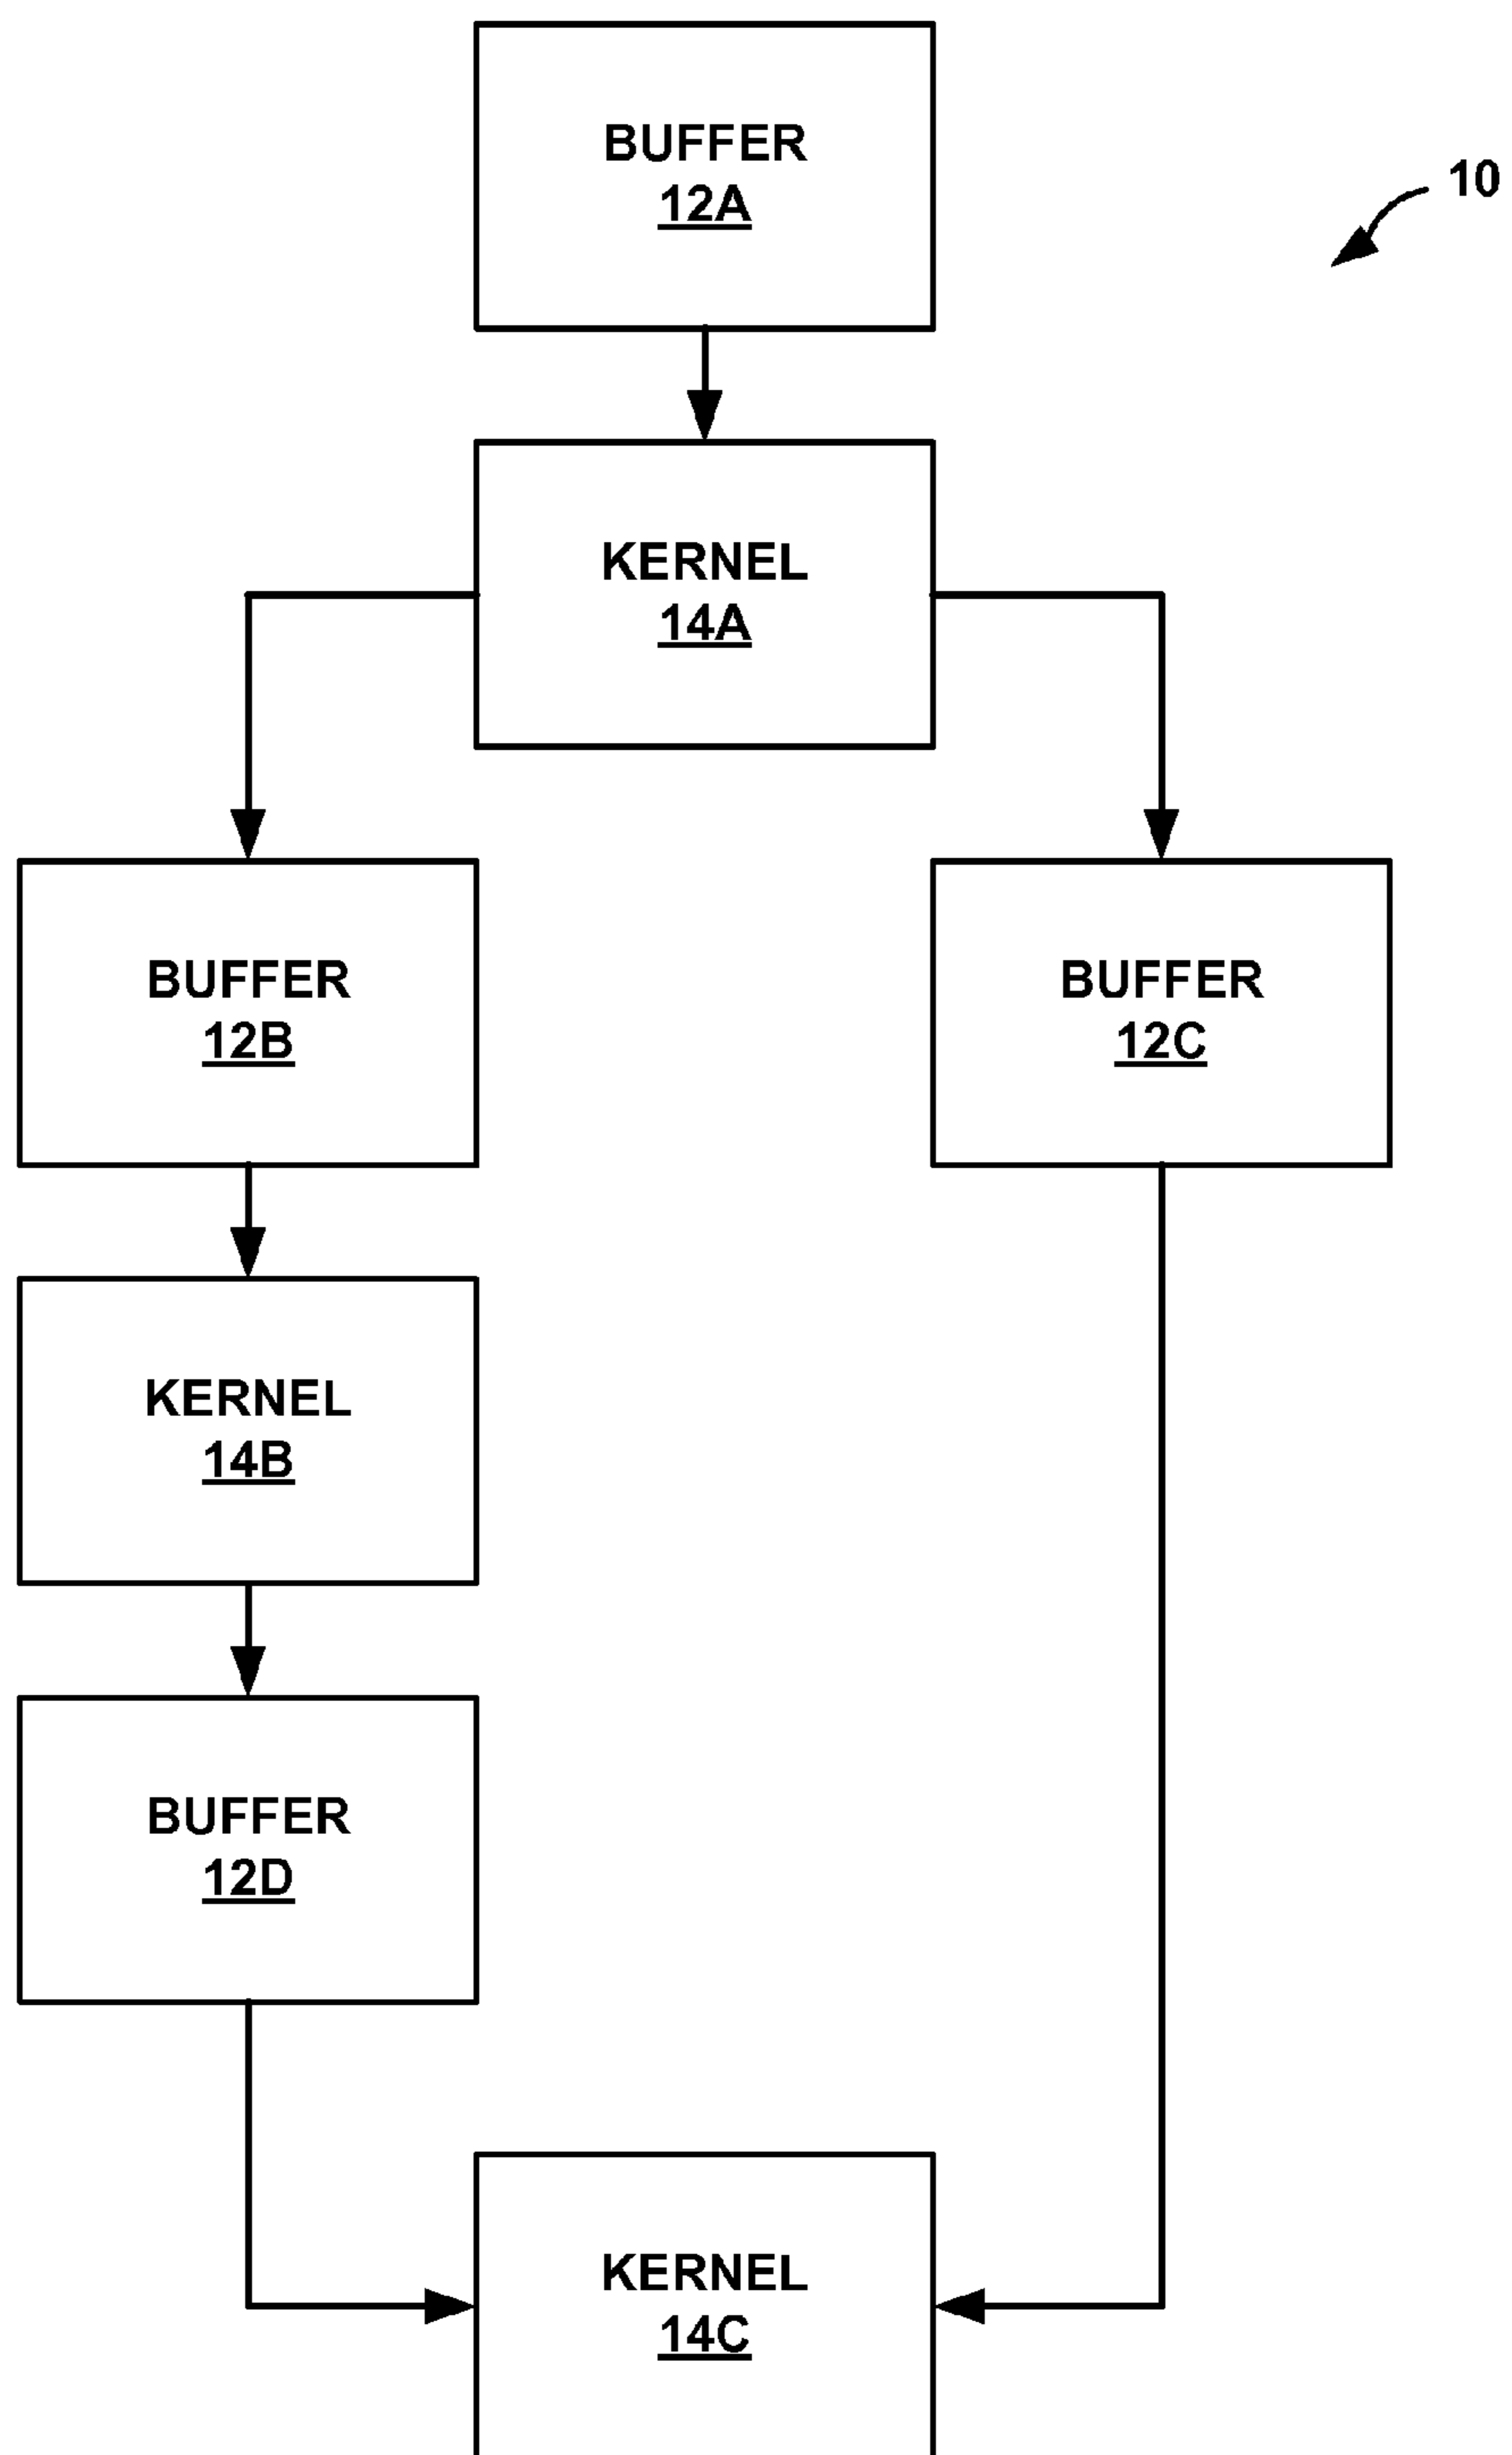 BUFFER
12A
10
KERNEL
14A
BUFFER
12B
BUFFER
12C
KERNEL
14B
BUFFER
12D
KERNEL
14C